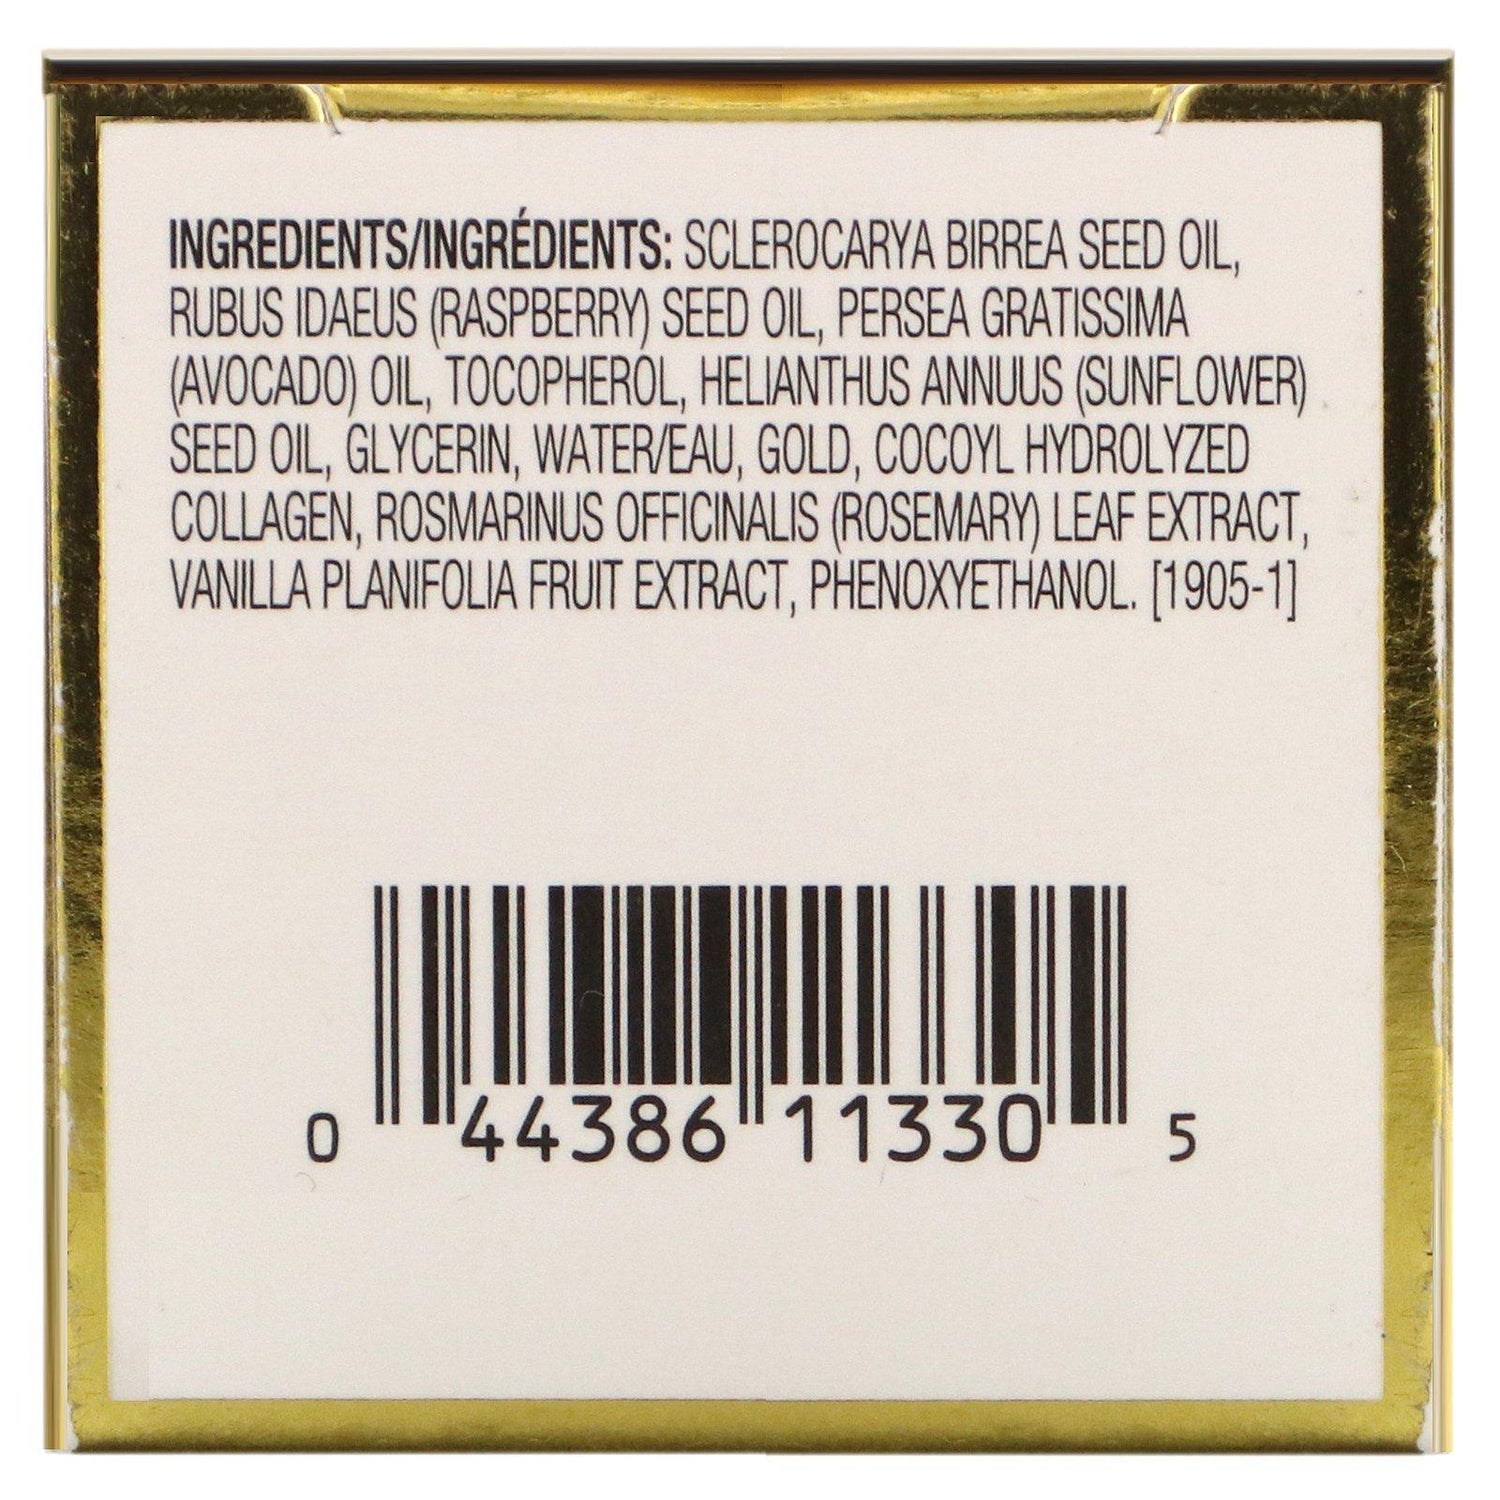 INGREDIENTS/INGRÉDIENTS: SCLEROCARYA BIRREA SEED OIL,
RUBUS IDAEUS (RASPBERRY) SEED OIL, PERSEA GRATISSIMA
(AVOCADO) OIL, TOCOPHEROL, HELIANTHUS ANNUUS (SUNFLOWER)
SEED OIL, GLYCERIN, WATER/EAU, GOLD, COCOYL HYDROLYZED
COLLAGEN, ROSMARINUS OFFICINALIS (ROSEMARY) LEAF EXTRACT,
VANILLA PLANIFOLIA FRUIT EXTRACT, PHENOXYETHANOL. [1905-1]
0 44386 11330 5